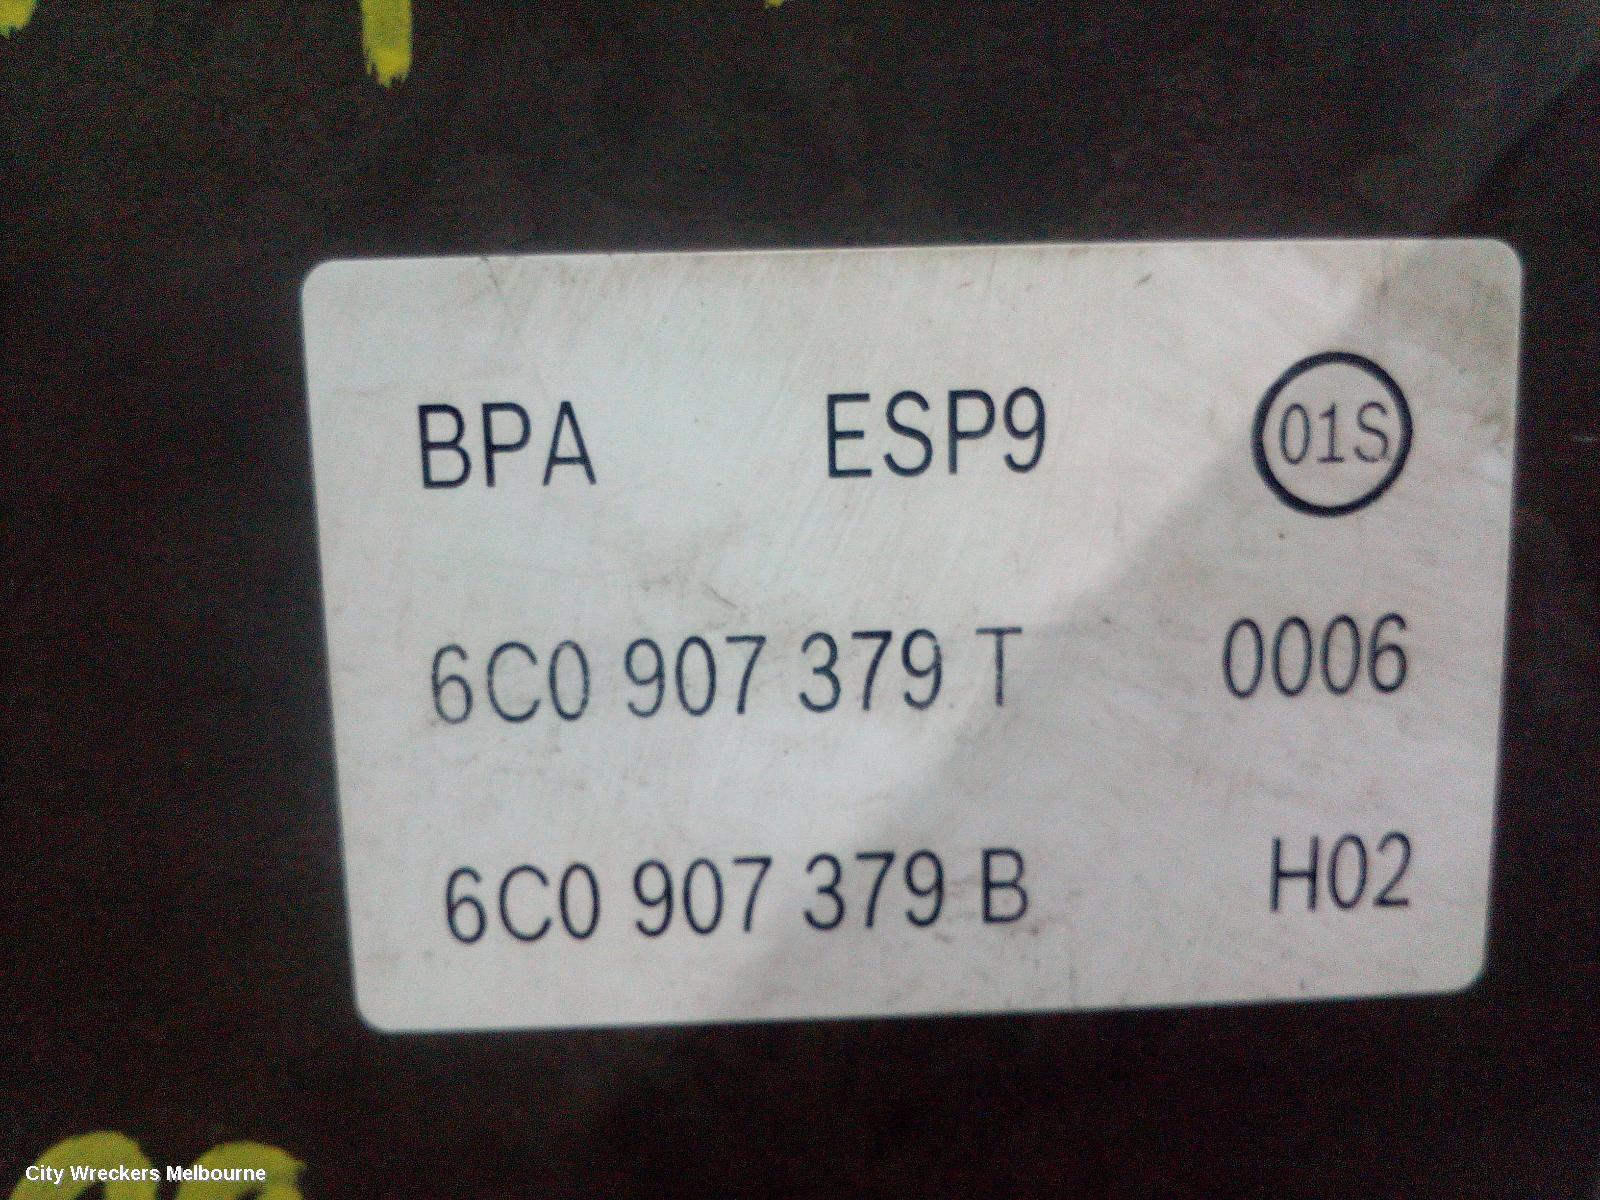 BPA ESP9 01S
6C0 907 379 T 0006
6C0 907 379 B H02
City Wreckers Melbourne